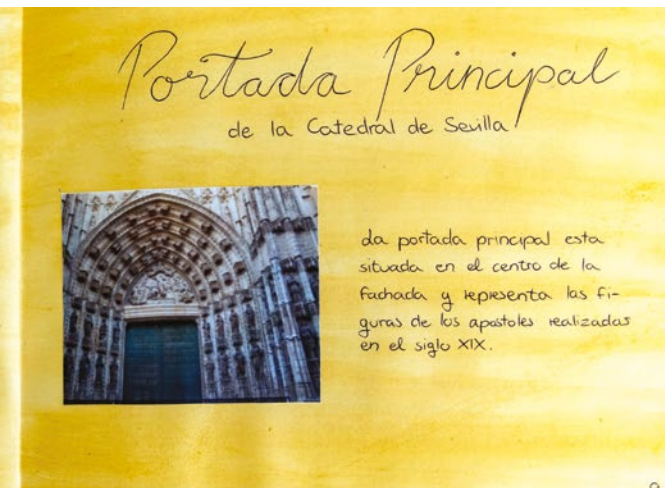 Portada Principal
de la Catedral de Sevilla
La portada principal esta
situada en el centro de la
fachada y representa las fi-
guras de los apostoles realizadas
en el siglo XIX.